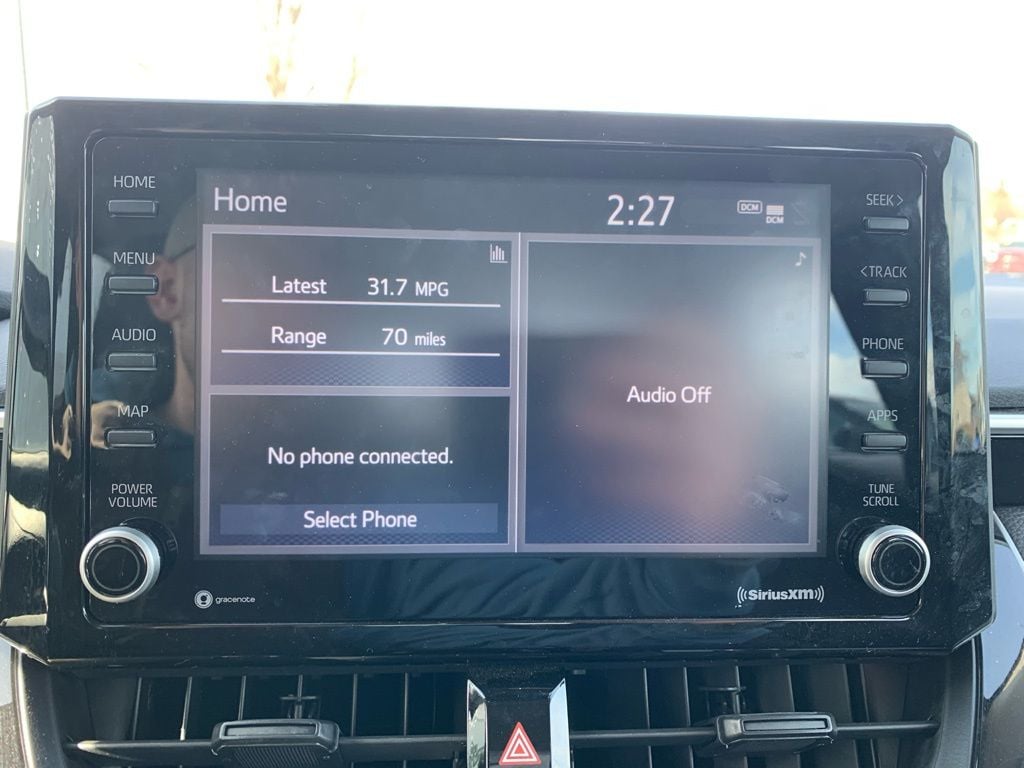 HOME
MENU
AUDIO
MAP
POWER
VOLUME
Home
2:27
DCM
DCM
Latest 31.7 MPG
Range 70 miles
No phone connected.
Select Phone
Audio Off
SEEK >
< TRACK
PHONE
APPS
TUNE
SCROLL
gracenote
SiriusXM